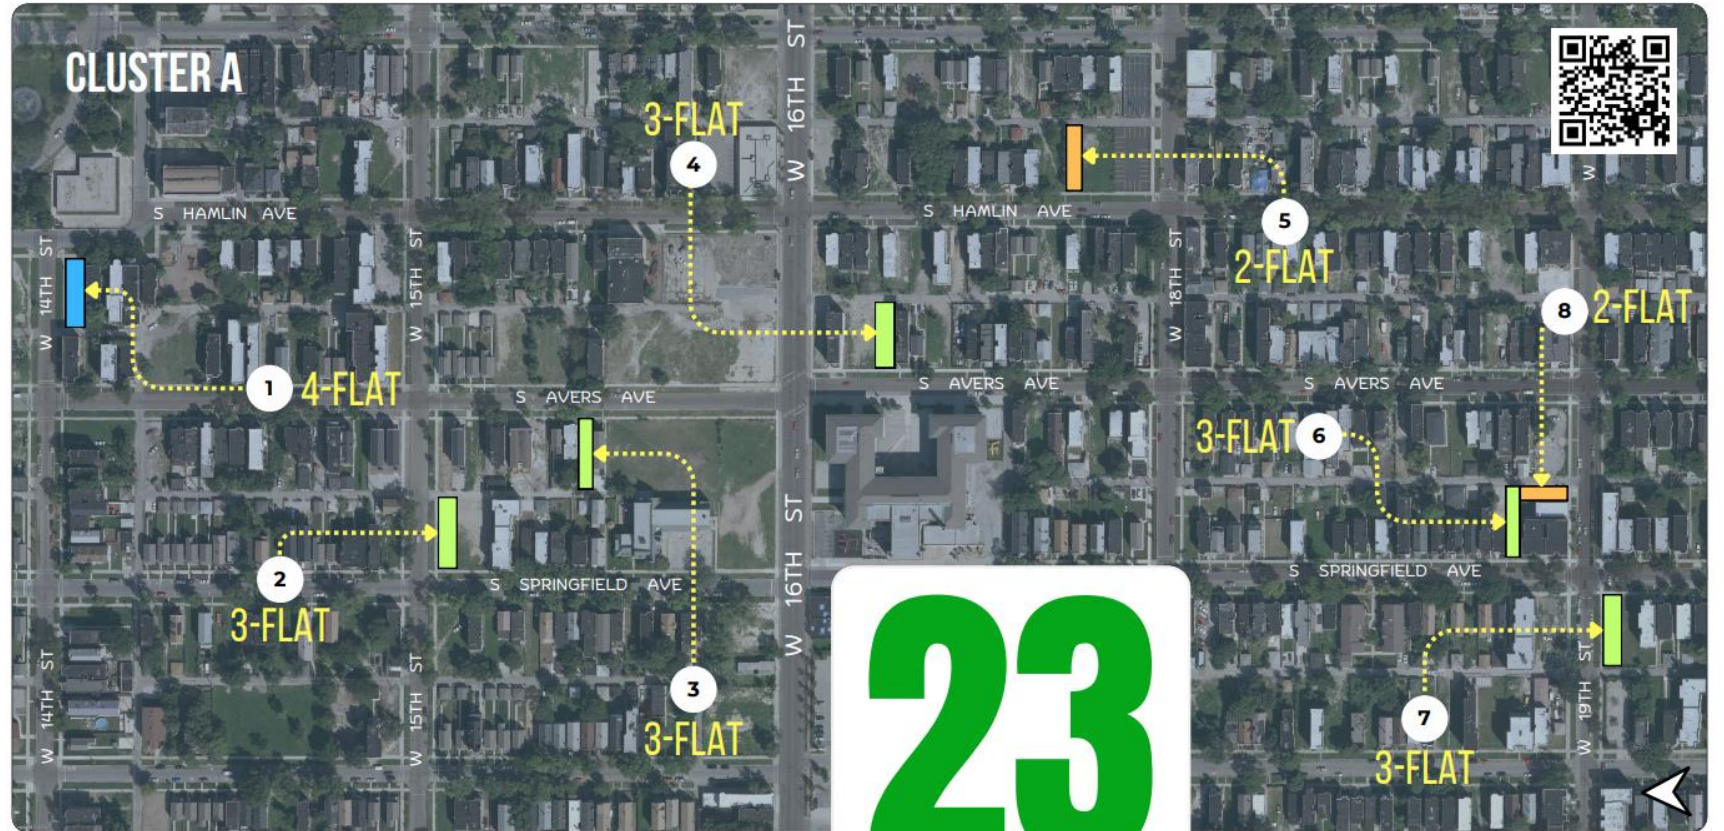 CLUSTER A
W 16TH ST
3-FLAT
4
W
S HAMLIN AVE
S HAMLIN AVE
5
2-FLAT
W 14TH ST
W 15TH ST
W 18TH ST
8 2-FLAT
1 4-FLAT
S AVERS AVE
S AVERS AVE
S AVERS AVE
3-FLAT 6
W 16TH ST
2
3-FLAT
S SPRINGFIELD AVE
S SPRINGFIELD AVE
W 14TH ST
W 15TH ST
W 19TH ST
3
3-FLAT
7
3-FLAT
23